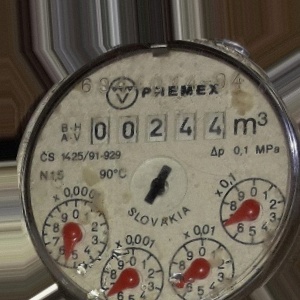 PREMEX
B-H
A-V
00244 m³
ČS 1425/91-929
Δp 0,1 MPa
N 1,5 90°C
SLOVAKIA
x 0,0001
x 0,001
x 0,01
x 0,1